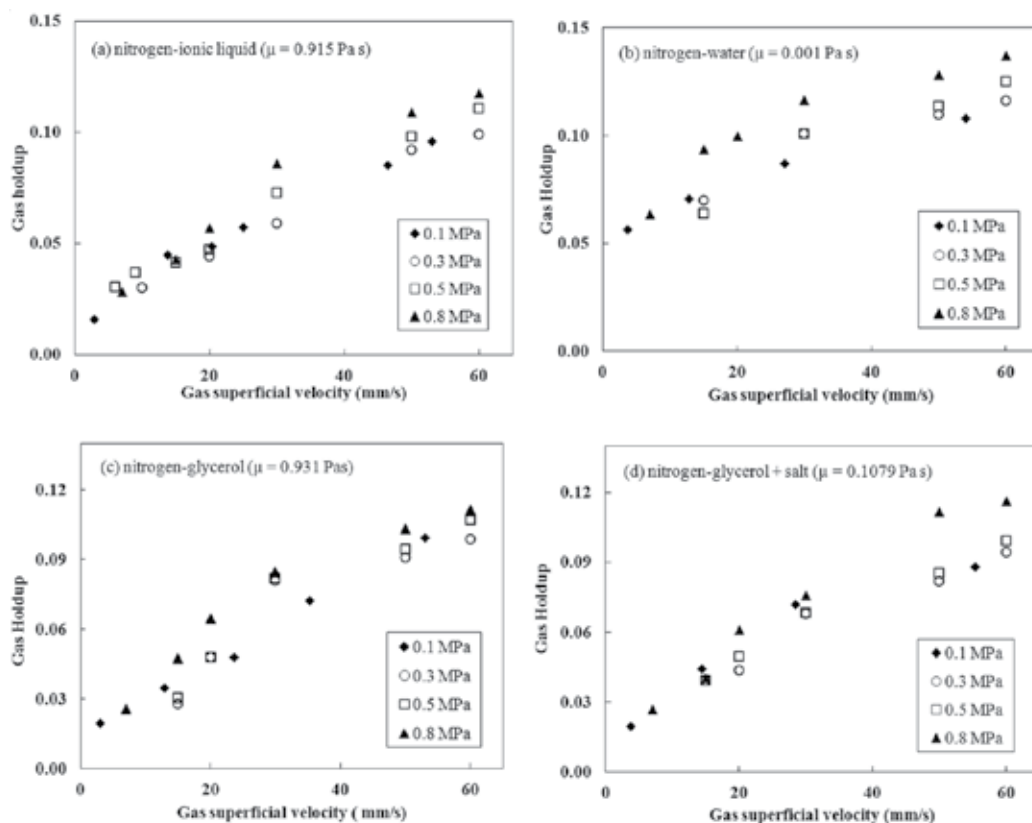 (a) nitrogen-ionic liquid (μ = 0.915 Pa s)
0.15
0.10
0.05
0.00
Gas holdup
0.1 MPa
0.3 MPa
0.5 MPa
0.8 MPa
0 20 40 60
Gas superficial velocity (mm/s)
(b) nitrogen-water (μ = 0.001 Pa s)
0.15
0.10
0.05
0.00
Gas Holdup
0.1 MPa
0.3 MPa
0.5 MPa
0.8 MPa
0 20 40 60
Gas superficial velocity (mm/s)
(c) nitrogen-glycerol (μ = 0.931 Pas)
0.12
0.09
0.06
0.03
0.00
Gas Holdup
0.1 MPa
0.3 MPa
0.5 MPa
0.8 MPa
0 20 40 60
Gas superficial velocity ( mm/s)
(d) nitrogen-glycerol + salt (μ = 0.1079 Pa s)
0.12
0.09
0.06
0.03
0.00
Gas Holdup
0.1 MPa
0.3 MPa
0.5 MPa
0.8 MPa
0 20 40 60
Gas superficial velocity (mm/s)